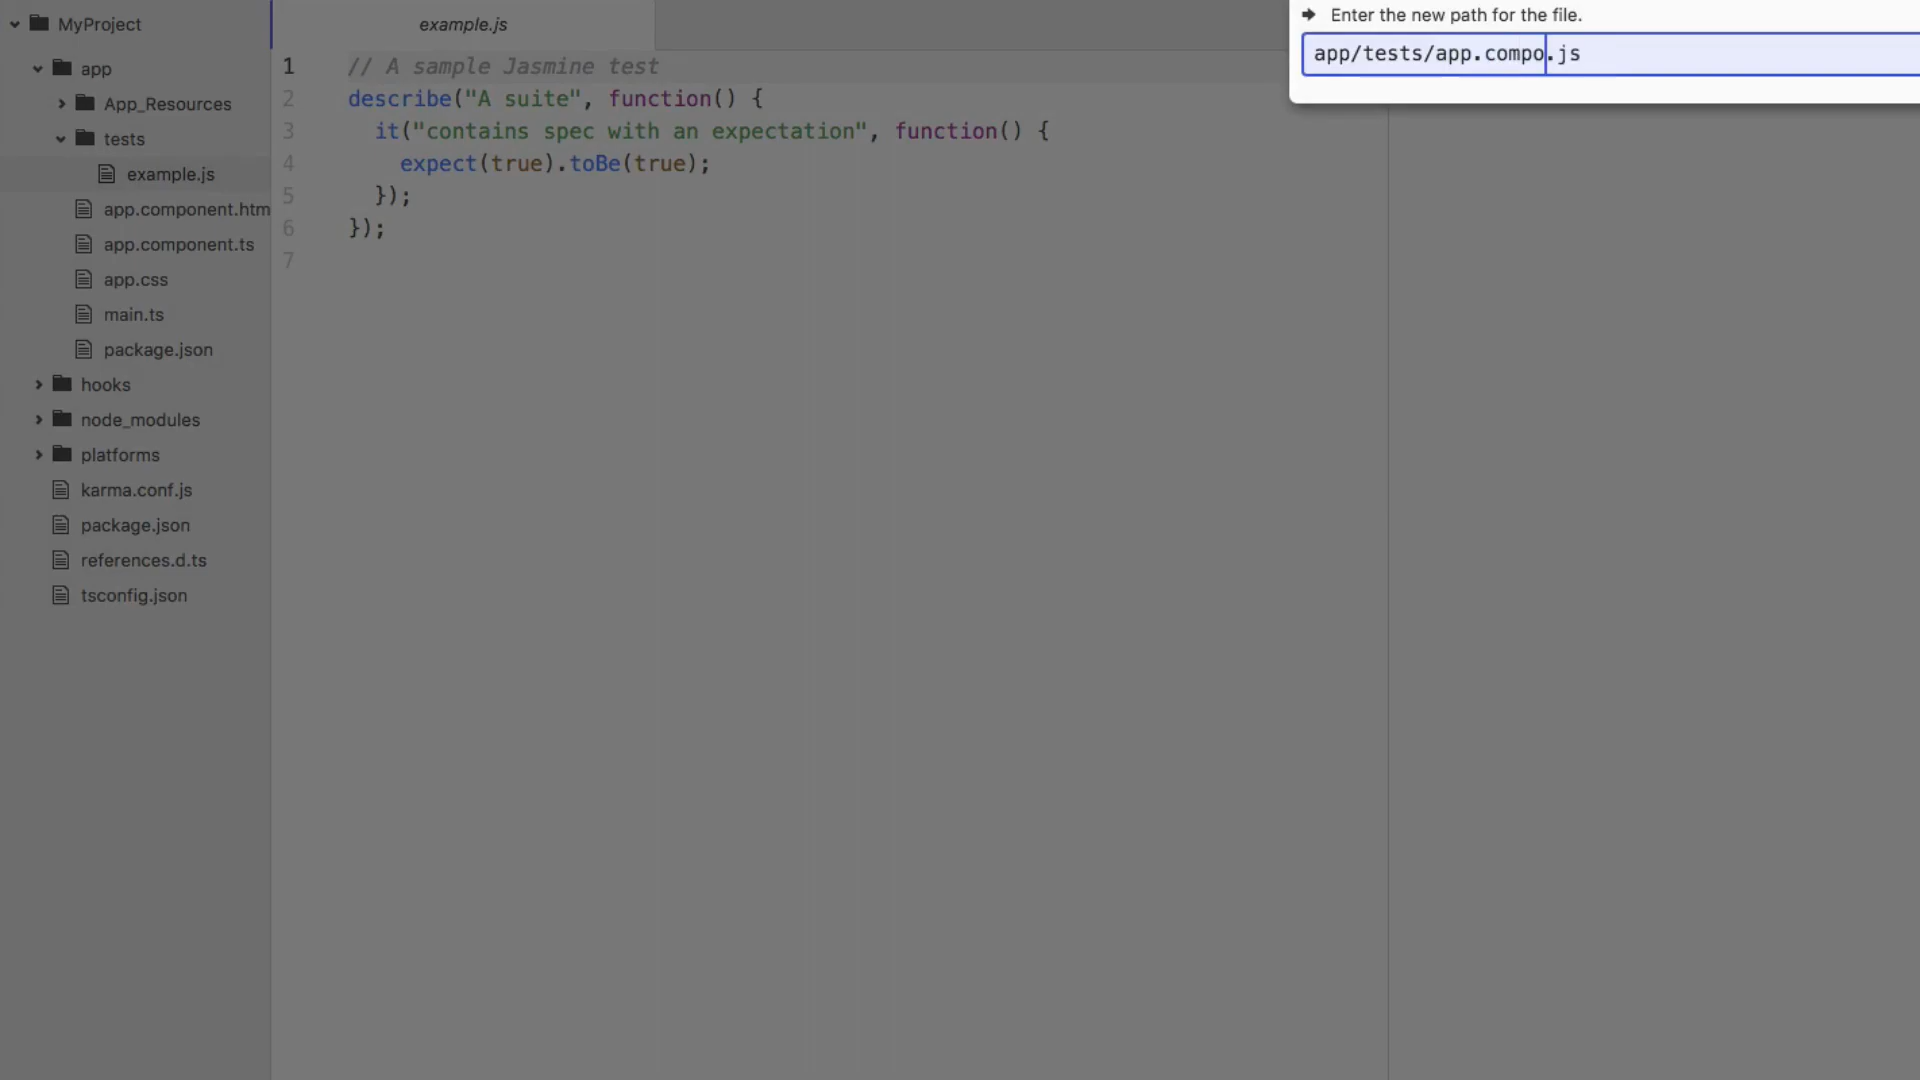 MyProject
app
App_Resources
tests
example.js
app.component.htm
app.component.ts
app.css
main.ts
package.json
hooks
node_modules
platforms
karma.conf.js
package.json
references.d.ts
tsconfig.json
example.js
1 // A sample Jasmine test
2 describe("A suite", function() {
3 it("contains spec with an expectation", function() {
4 expect(true).toBe(true);
5 });
6 });
7
Enter the new path for the file.
app/tests/app.compo.js